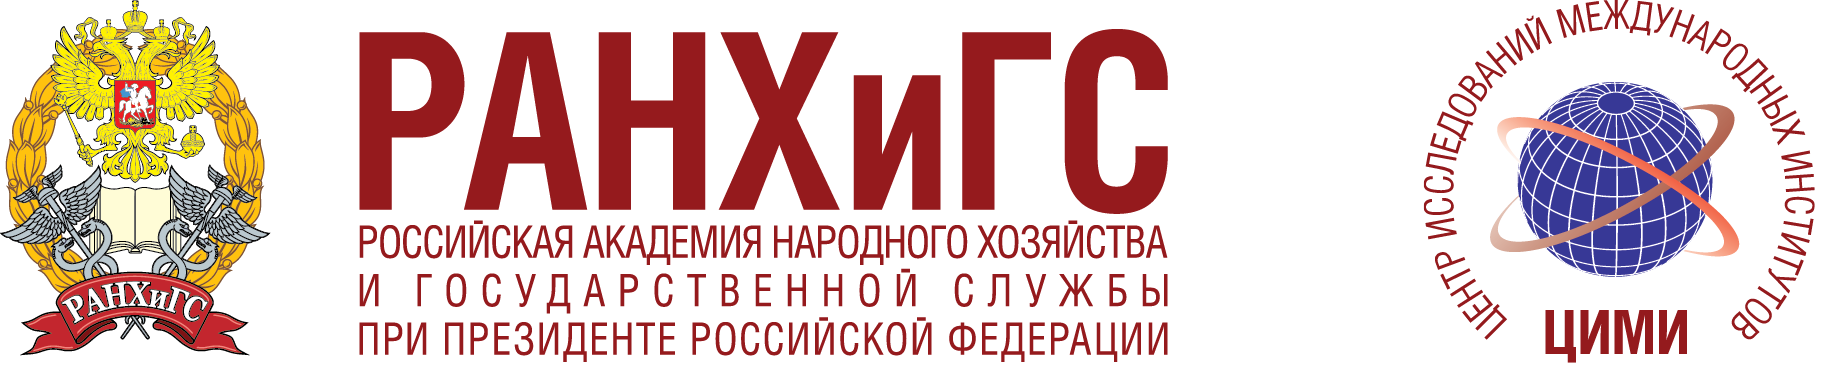 РАНХиГС
РАНХиГС
РОССИЙСКАЯ АКАДЕМИЯ НАРОДНОГО ХОЗЯЙСТВА
И ГОСУДАРСТВЕННОЙ СЛУЖБЫ
ПРИ ПРЕЗИДЕНТЕ РОССИЙСКОЙ ФЕДЕРАЦИИ
ЦЕНТР ИССЛЕДОВАНИЙ МЕЖДУНАРОДНЫХ ИНСТИТУТОВ
ЦИМИ